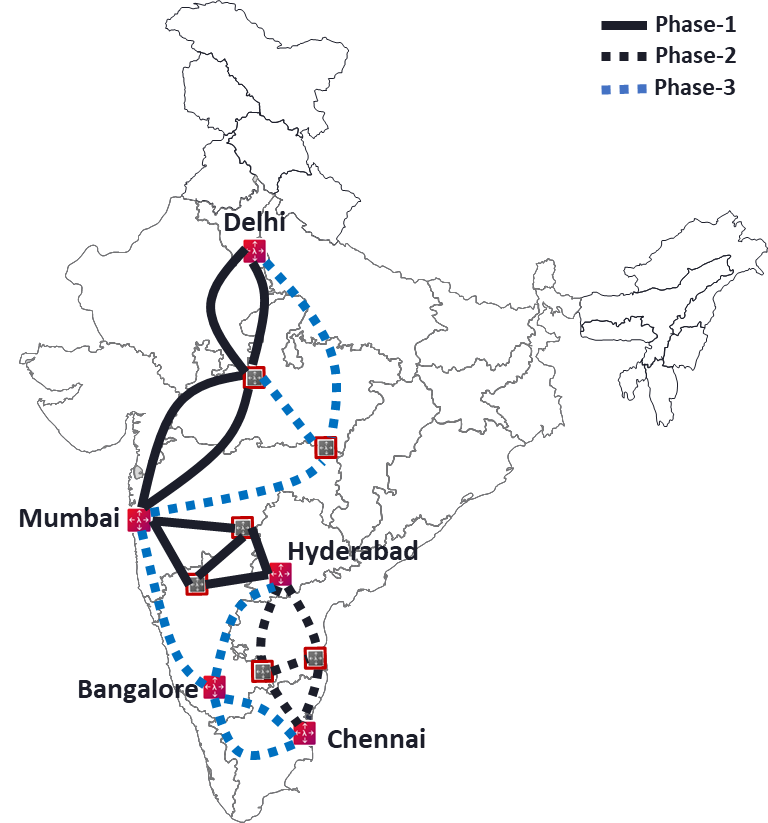 Phase-1
Phase-2
Phase-3
Delhi
Mumbai
Hyderabad
Bangalore
Chennai